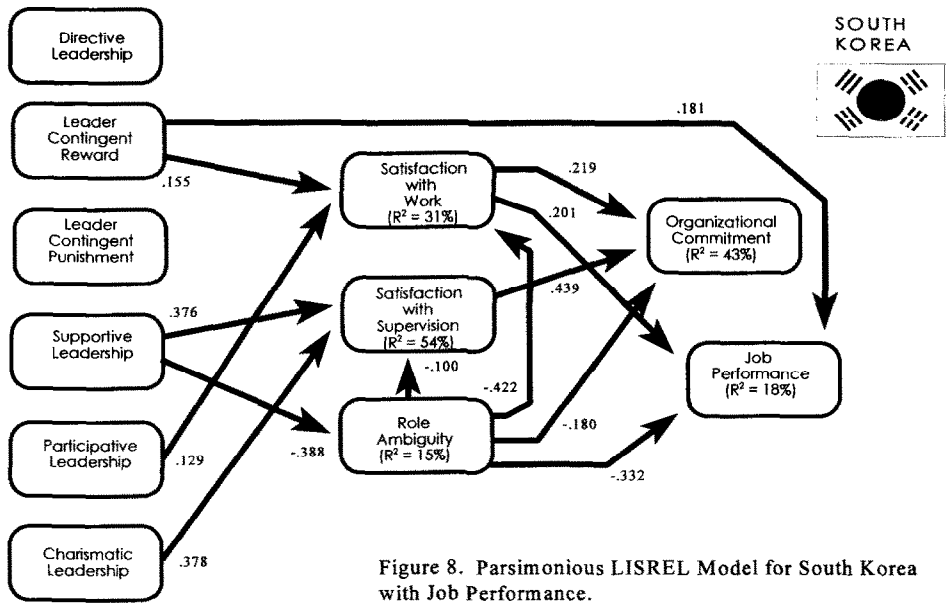 SOUTH
KOREA
Directive
Leadership
Leader
Contingent
Reward
.181
.155
Satisfaction
with
Work
(R² = 31%)
.219
.201
Organizational
Commitment
(R² = 43%)
Leader
Contingent
Punishment
Satisfaction
with
Supervision
(R² = 54%)
.439
.376
Supportive
Leadership
-.100
Job
Performance
(R² = 18%)
-.422
Role
Ambiguity
(R² = 15%)
-.180
-.388
-.332
Participative
Leadership
.129
Charismatic
Leadership
.378
Figure 8. Parsimonious LISREL Model for South Korea
with Job Performance.